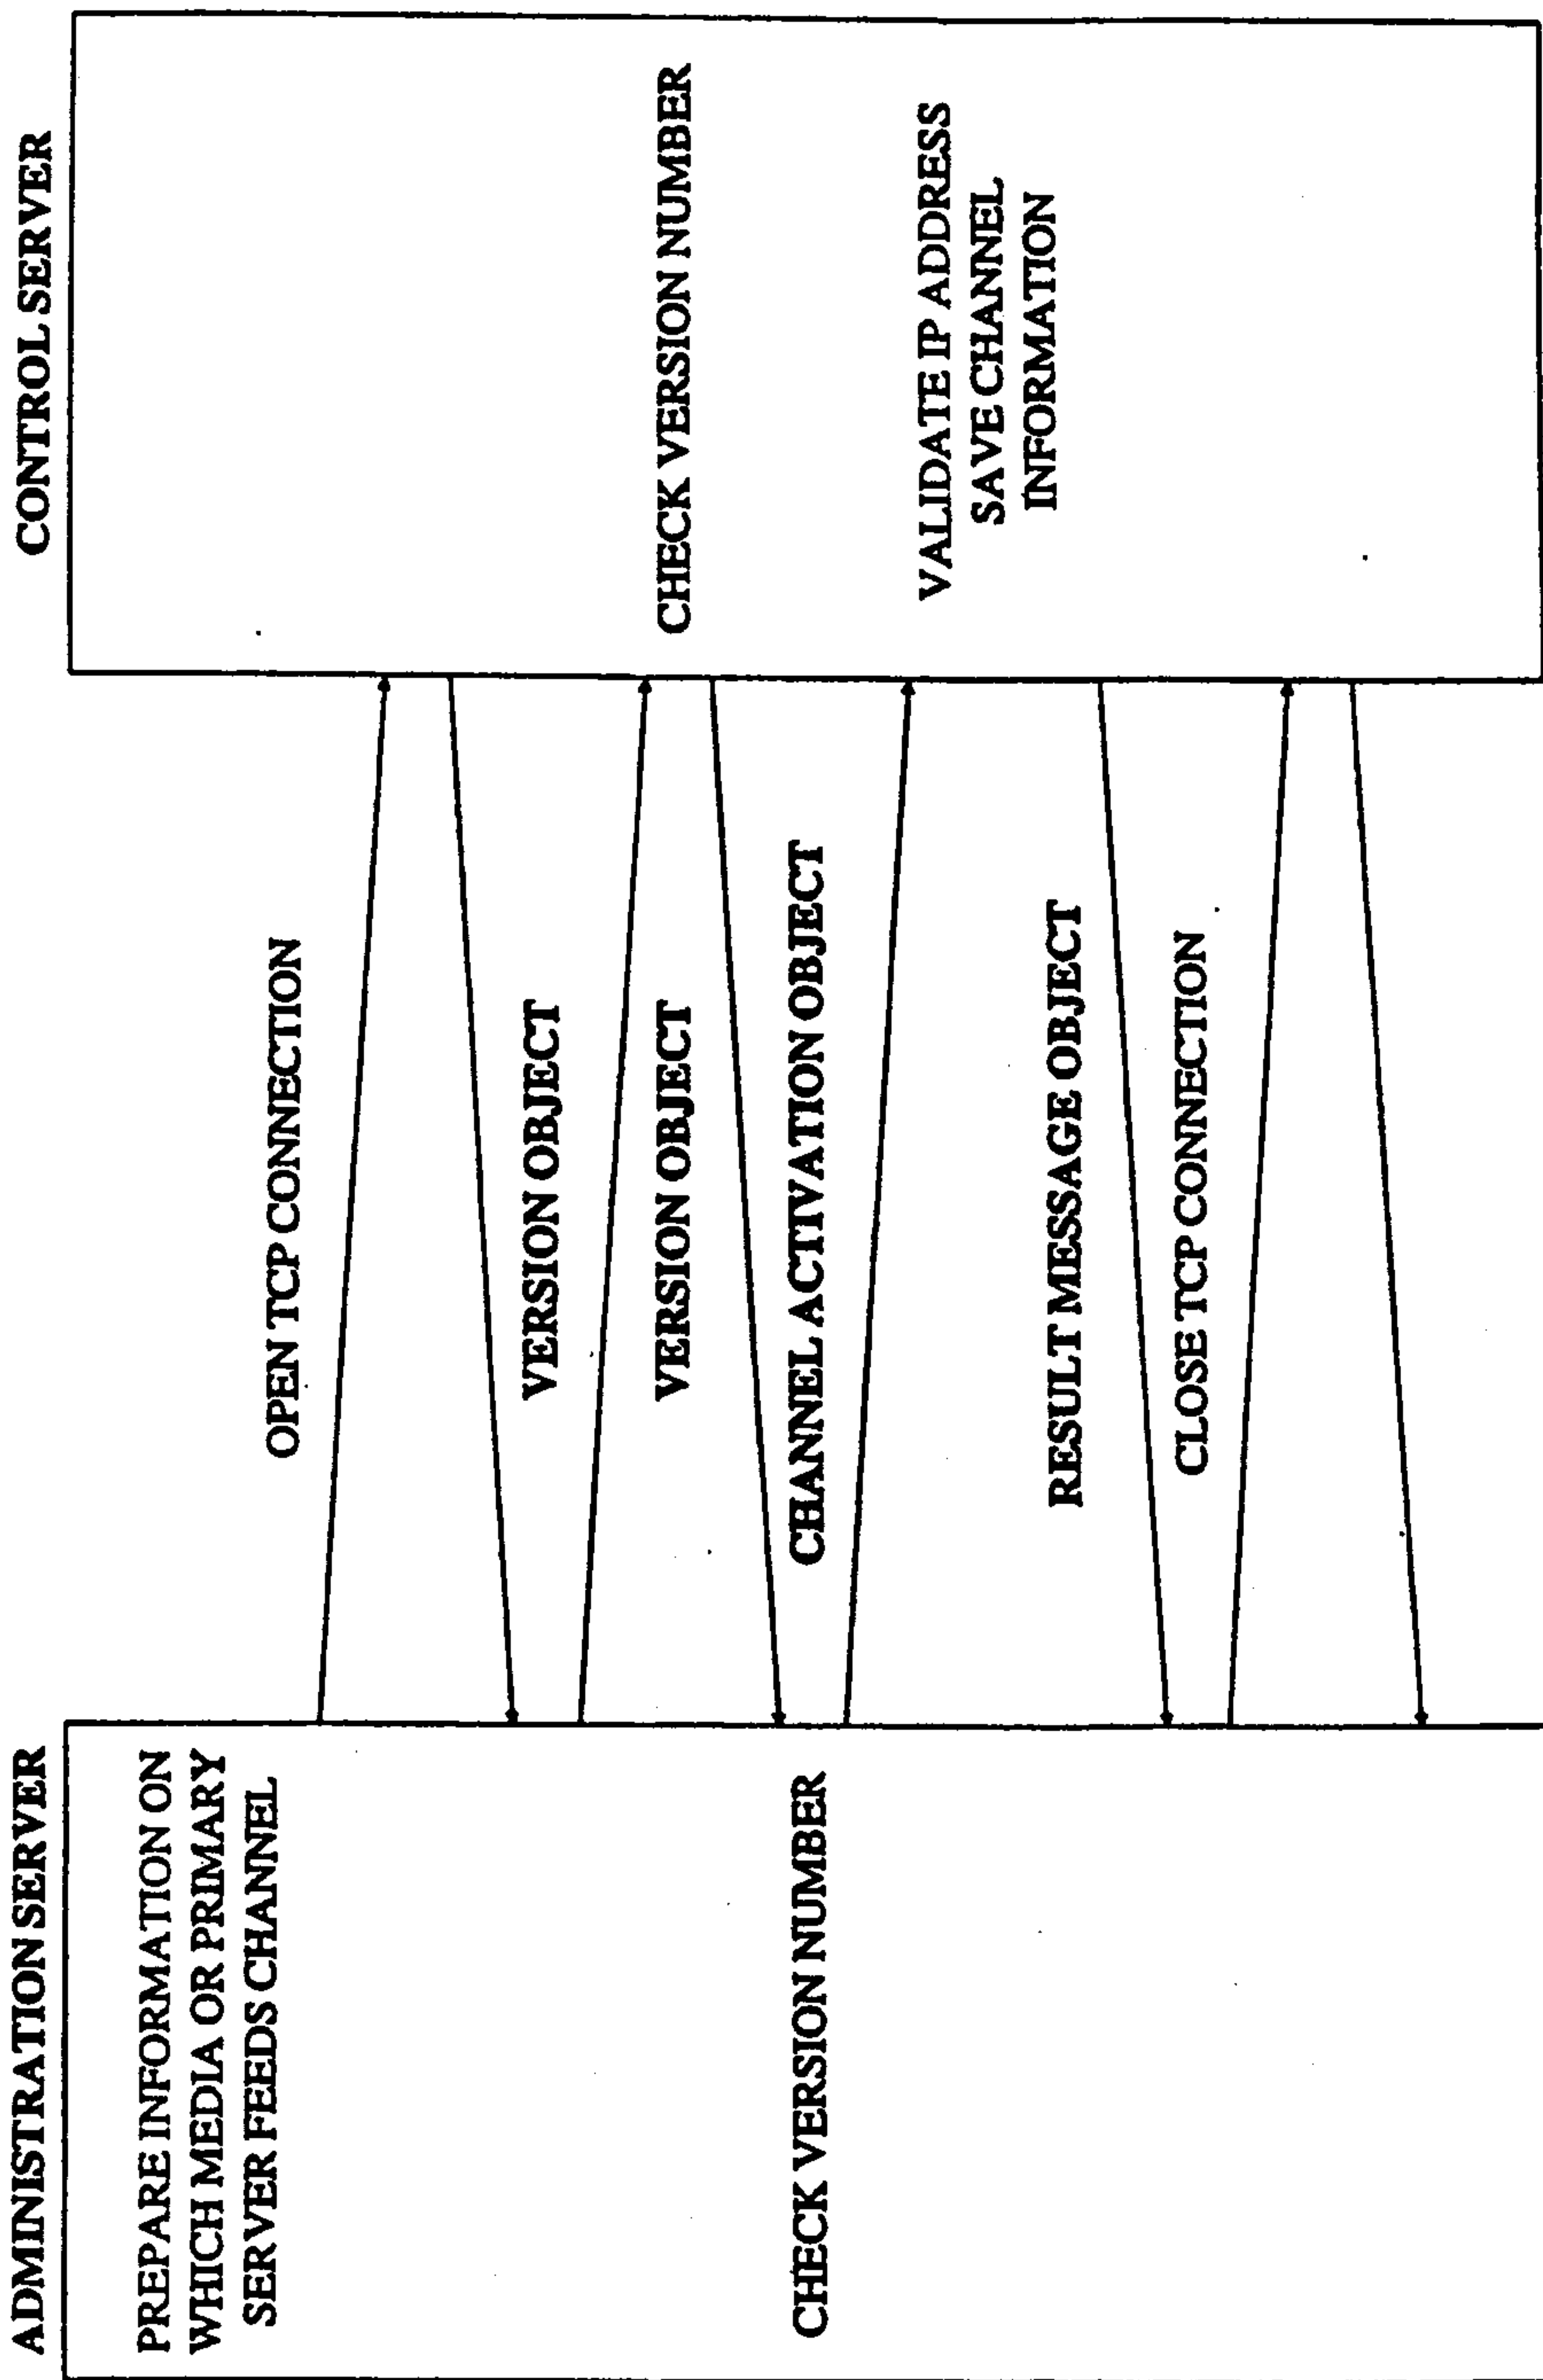 ADMINISTRATION SERVER
CONTROL SERVER
PREPARE INFORMATION ON
WHICH MEDIA OR PRIMARY
SERVER FEEDS CHANNEL
OPEN TCP CONNECTION
VERSION OBJECT
CHECK VERSION NUMBER
VERSION OBJECT
CHECK VERSION NUMBER
CHANNEL ACTIVATION OBJECT
VALIDATE IP ADDRESS
SAVE CHANNEL
INFORMATION
RESULT MESSAGE OBJECT
CLOSE TCP CONNECTION